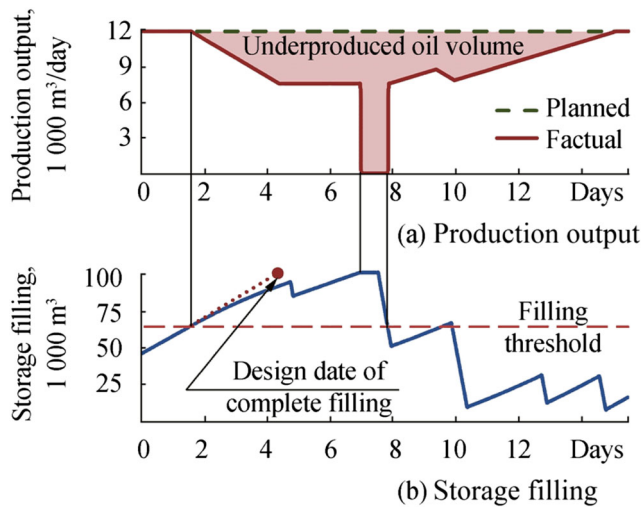 Production output,
1 000 m³/day
12
9
6
3
Underproduced oil volume
Planned
Factual
0 2 4 6 8 10 12 Days
(a) Production output
Storage filling,
1 000 m³
100
75
50
25
Filling
threshold
Design date of
complete filling
0 2 4 6 8 10 12 Days
(b) Storage filling